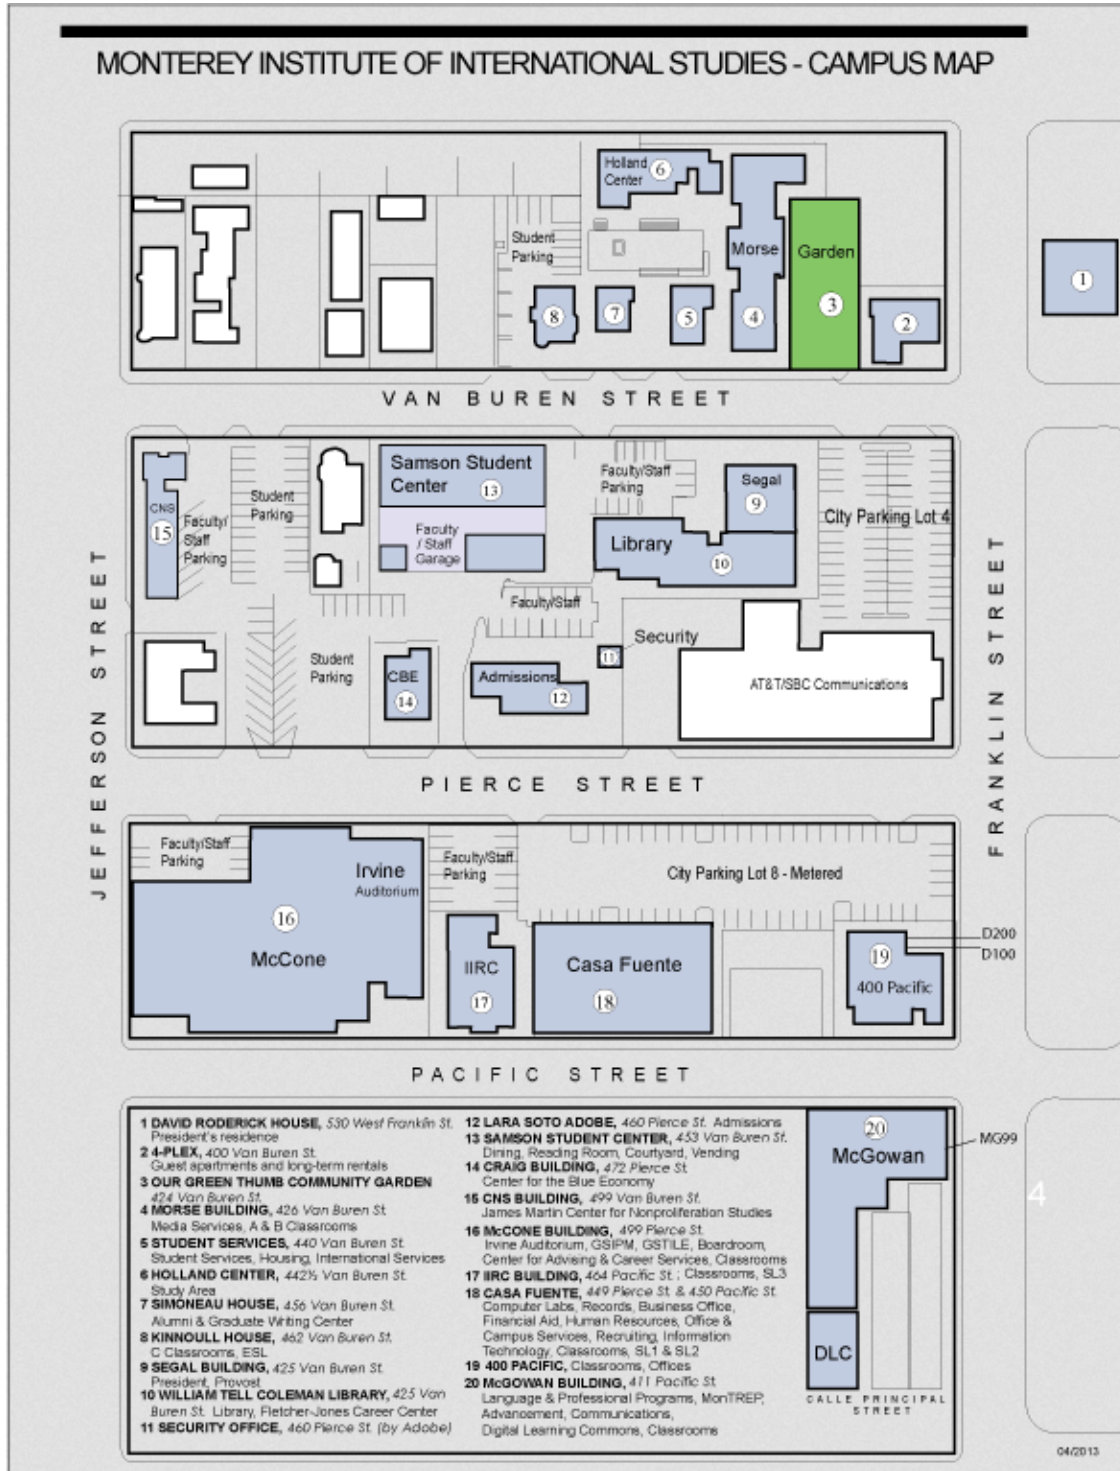 MONTEREY INSTITUTE OF INTERNATIONAL STUDIES - CAMPUS MAP
Holland
Center
6
Student
Parking
Morse
Garden
1
8
7
5
4
3
2
VAN BUREN STREET
Samson Student
Center
13
Faculty/Staff
Parking
Segal
9
CNS
15
Faculty/
Staff
Parking
Student
Parking
Faculty
/ Staff
Garage
Library
10
City Parking Lot 4
Faculty/Staff
Security
11
Student
Parking
CBE
14
Admissions
12
AT&T/SBC Communications
JEFFERSON STREET
FRANKLIN STREET
PIERCE STREET
Faculty/Staff
Parking
Irvine
Auditorium
Faculty/Staff
Parking
City Parking Lot 8 - Metered
16
McCone
IIRC
17
Casa Fuente
18
19
400 Pacific
D200
D100
PACIFIC STREET
1 DAVID RODERICK HOUSE, 530 West Franklin St.
President's residence
2 4-PLEX, 400 Van Buren St.
Guest apartments and long-term rentals
3 OUR GREEN THUMB COMMUNITY GARDEN
424 Van Buren St.
4 MORSE BUILDING, 426 Van Buren St.
Media Services, A & B Classrooms
5 STUDENT SERVICES, 440 Van Buren St.
Student Services, Housing, International Services
6 HOLLAND CENTER, 442½ Van Buren St.
Study Area
7 SIMONEAU HOUSE, 456 Van Buren St.
Alumni & Graduate Writing Center
8 KINNOULL HOUSE, 462 Van Buren St.
C Classrooms, ESL
9 SEGAL BUILDING, 425 Van Buren St.
President, Provost
10 WILLIAM TELL COLEMAN LIBRARY, 425 Van
Buren St. Library, Fletcher-Jones Career Center
11 SECURITY OFFICE, 460 Pierce St. (by Adobe)
12 LARA SOTO ADOBE, 460 Pierce St. Admissions
13 SAMSON STUDENT CENTER, 453 Van Buren St.
Dining, Reading Room, Courtyard, Vending
14 CRAIG BUILDING, 472 Pierce St.
Center for the Blue Economy
15 CNS BUILDING, 499 Van Buren St.
James Martin Center for Nonproliferation Studies
16 McCONE BUILDING, 499 Pierce St.
Irvine Auditorium, GSIPM, GSTILE, Boardroom,
Center for Advising & Career Services, Classrooms
17 IIRC BUILDING, 464 Pacific St. ; Classrooms, SL3
18 CASA FUENTE, 449 Pierce St. & 450 Pacific St.
Computer Labs, Records, Business Office,
Financial Aid, Human Resources, Office &
Campus Services, Recruiting, Information
Technology, Classrooms, SL1 & SL2
19 400 PACIFIC, Classrooms, Offices
20 McGOWAN BUILDING, 411 Pacific St.
Language & Professional Programs, MonTREP,
Advancement, Communications,
Digital Learning Commons, Classrooms
20
McGowan
MG99
4
DLC
CALLE PRINCIPAL
STREET
04/2013